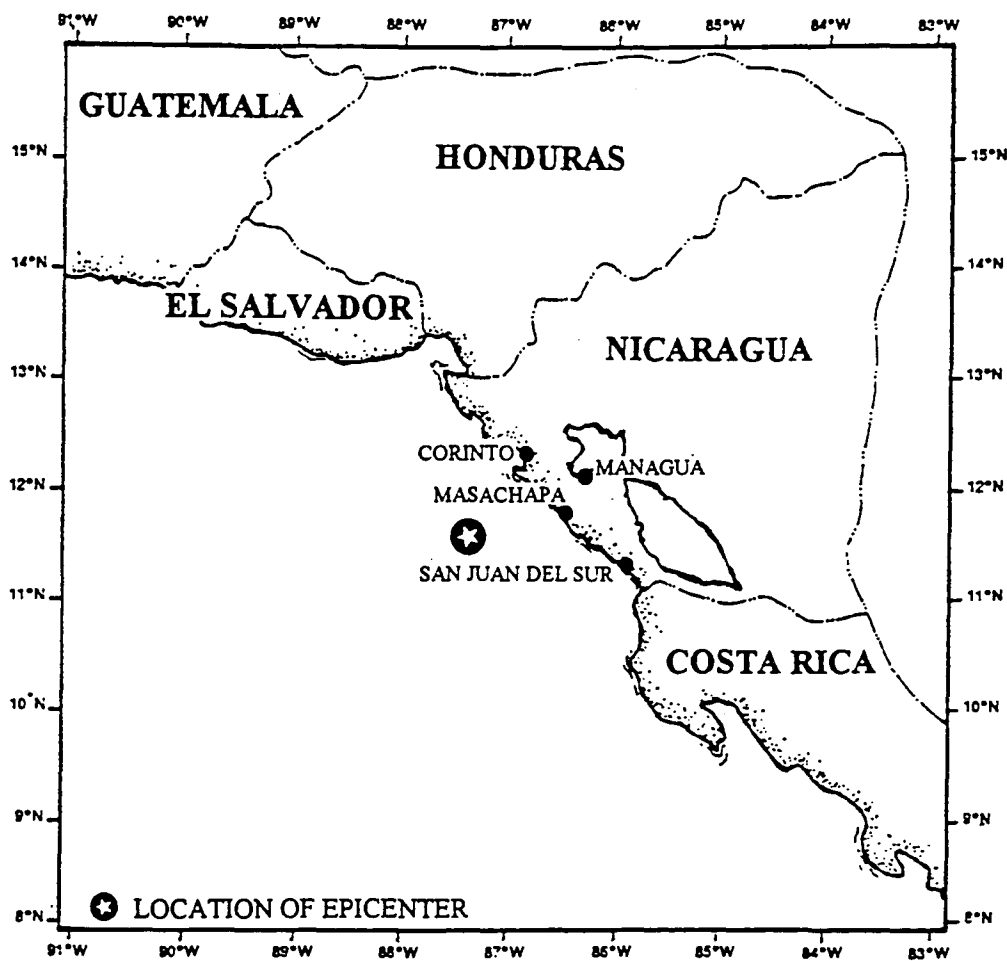 91°W 90°W 89°W 88°W 87°W 86°W 85°W 84°W 83°W
GUATEMALA
15°N HONDURAS 15°N
14°N 14°N
EL SALVADOR
NICARAGUA
13°N 13°N
CORINTO
MANAGUA
12°N MASACHAPA 12°N
SAN JUAN DEL SUR
11°N 11°N
COSTA RICA
10°N 10°N
9°N 9°N
LOCATION OF EPICENTER
8°N 8°N
91°W 90°W 89°W 88°W 87°W 86°W 85°W 84°W 83°W